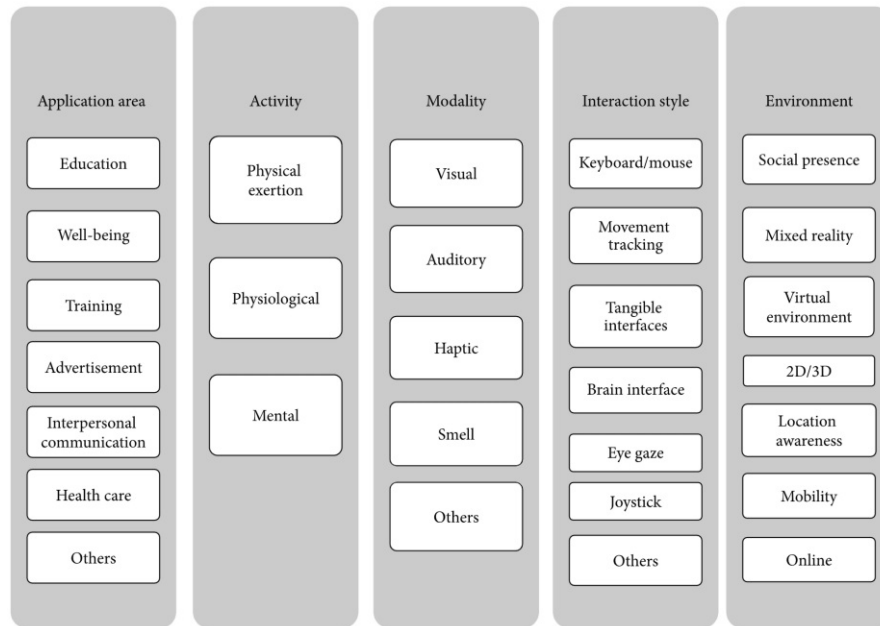 Application area
Education
Well-being
Training
Advertisement
Interpersonal
communication
Health care
Others
Activity
Physical
exertion
Physiological
Mental
Modality
Visual
Auditory
Haptic
Smell
Others
Interaction style
Keyboard/mouse
Movement
tracking
Tangible
interfaces
Brain interface
Eye gaze
Joystick
Others
Environment
Social presence
Mixed reality
Virtual
environment
2D/3D
Location
awareness
Mobility
Online